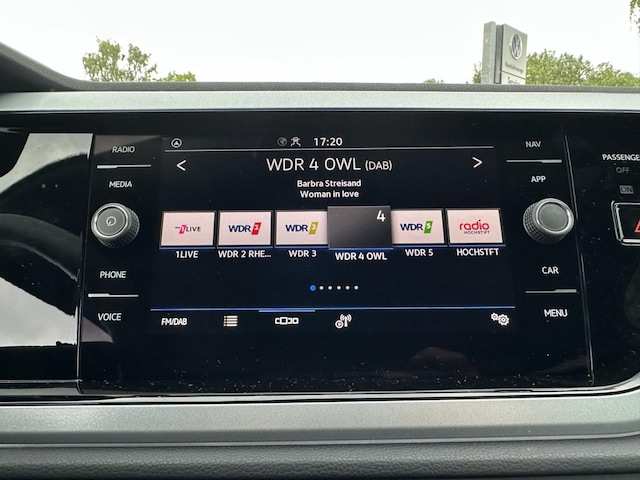 RADIO
MEDIA
PHONE
VOICE
17:20
< WDR 4 OWL (DAB) >
Barbra Streisand
Woman in love
1LIVE
WDR 2
WDR 3
4
WDR 5
radio
HOCHSTIFT
1LIVE
WDR 2 RHE...
WDR 3
WDR 4 OWL
WDR 5
HOCHSTFT
FM/DAB
NAV
APP
CAR
MENU
PASSENGE
OFF
ON